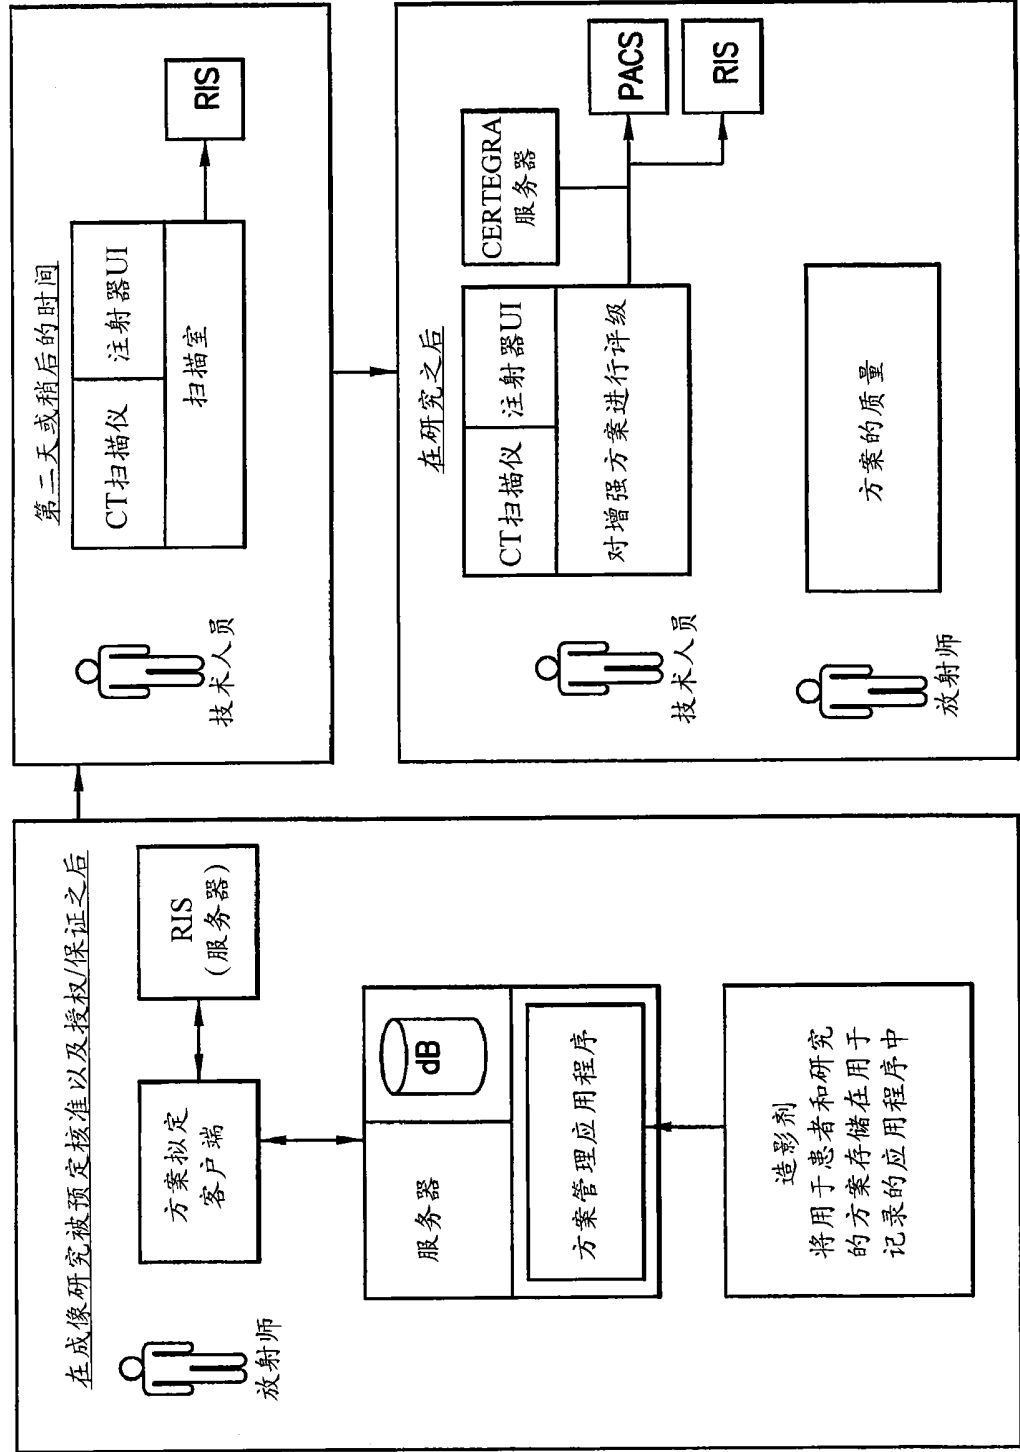 在成像研究被预定核准以及授权/保证之后
放射师
方案拟定
客户端
RIS
(服务器)
服务器
dB
方案管理应用程序
造影剂
将用于患者和研究
的方案存储在用于
记录的应用程序中
第二天或稍后的时间
技术人员
CT扫描仪
注射器UI
扫描室
RIS
在研究之后
技术人员
CT扫描仪
注射器UI
对增强方案进行评级
CERTEGRA
服务器
PACS
RIS
放射师
方案的质量